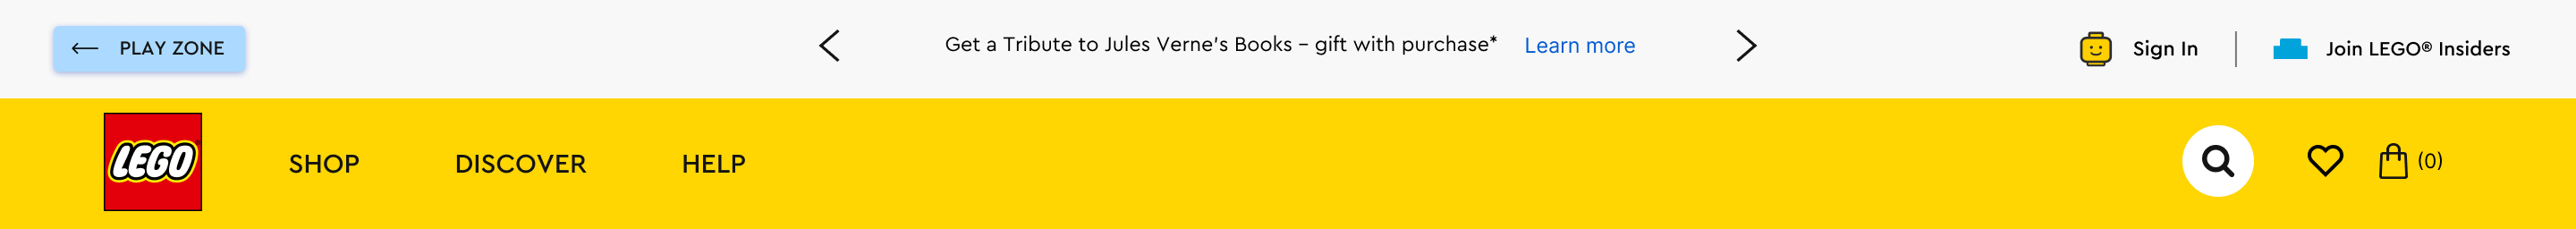 PLAY ZONE
Get a Tribute to Jules Verne's Books – gift with purchase* Learn more
Sign In
Join LEGO® Insiders
LEGO
SHOP
DISCOVER
HELP
(0)